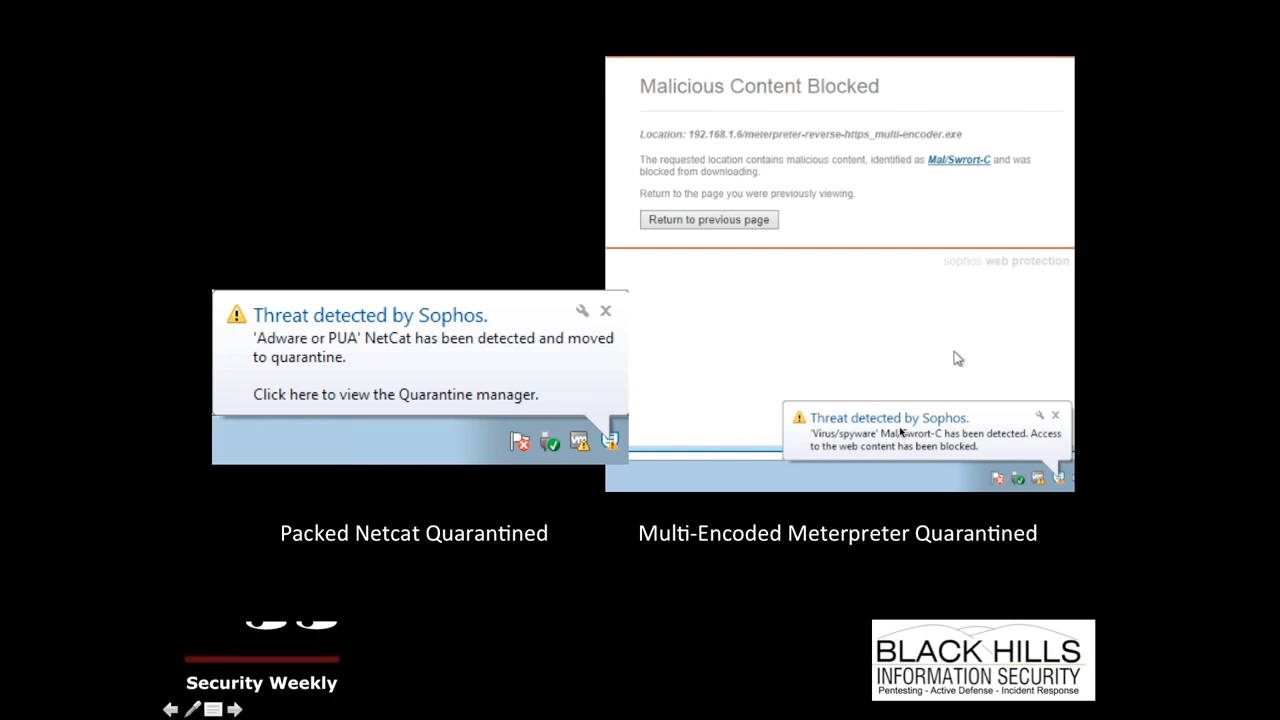 Malicious Content Blocked
Location: 192.168.1.6/meterpreter-reverse-https_multi-encoder.exe
The requested location contains malicious content, identified as Mal/Swrort-C and was
blocked from downloading.
Return to the page you were previously viewing.
Return to previous page
sophos web protection
Threat detected by Sophos.
'Adware or PUA' NetCat has been detected and moved
to quarantine.
Click here to view the Quarantine manager.
Threat detected by Sophos.
'Virus/spyware' Mal/Swrort-C has been detected. Access
to the web content has been blocked.
Packed Netcat Quarantined
Multi-Encoded Meterpreter Quarantined
Security Weekly
BLACK HILLS
INFORMATION SECURITY
Pentesting - Active Defense - Incident Response